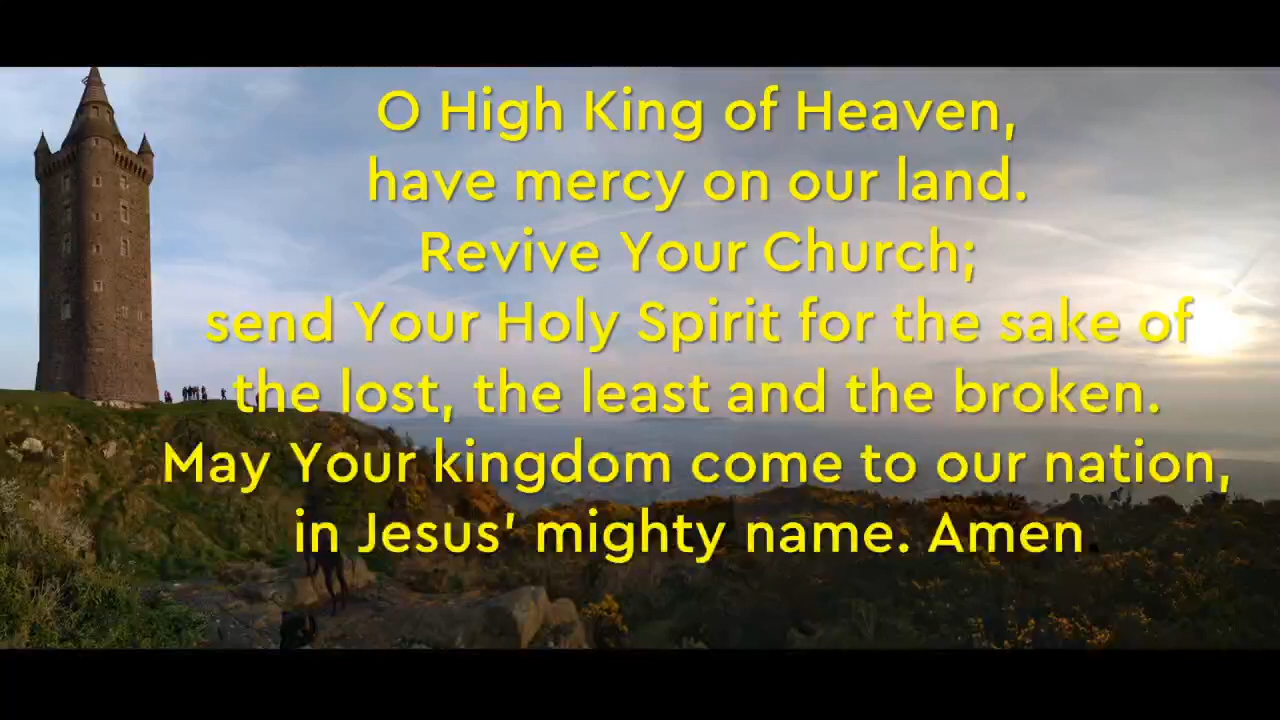 O High King of Heaven,
have mercy on our land.
Revive Your Church;
send Your Holy Spirit for the sake of
the lost, the least and the broken.
May Your kingdom come to our nation,
in Jesus’ mighty name. Amen.